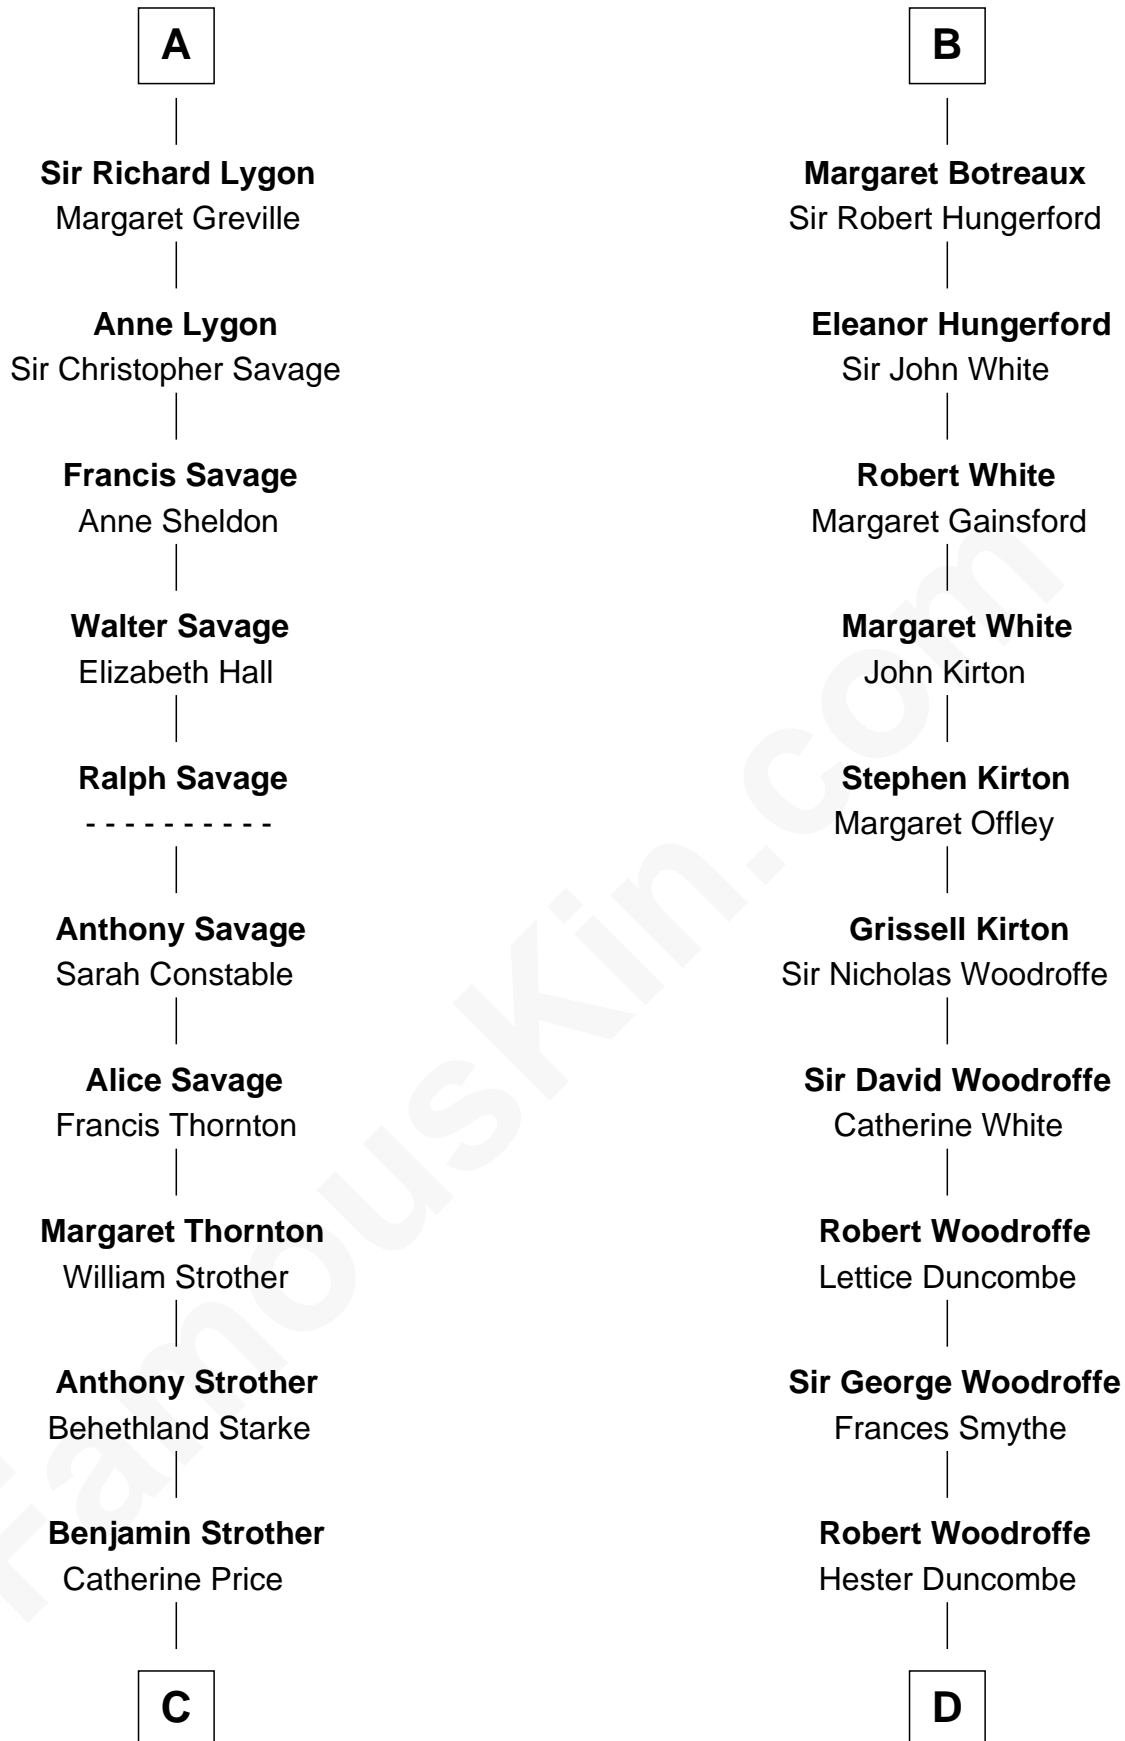 A
Sir Richard Lygon
Margaret Greville
Anne Lygon
Sir Christopher Savage
Francis Savage
Anne Sheldon
Walter Savage
Elizabeth Hall
Ralph Savage
- - - - - - - - - -
Anthony Savage
Sarah Constable
Alice Savage
Francis Thornton
Margaret Thornton
William Strother
Anthony Strother
Behethland Starke
Benjamin Strother
Catherine Price
C
B
Margaret Botreaux
Sir Robert Hungerford
Eleanor Hungerford
Sir John White
Robert White
Margaret Gainsford
Margaret White
John Kirton
Stephen Kirton
Margaret Offley
Grissell Kirton
Sir Nicholas Woodroffe
Sir David Woodroffe
Catherine White
Robert Woodroffe
Lettice Duncombe
Sir George Woodroffe
Frances Smythe
Robert Woodroffe
Hester Duncombe
D
FamousKin.com